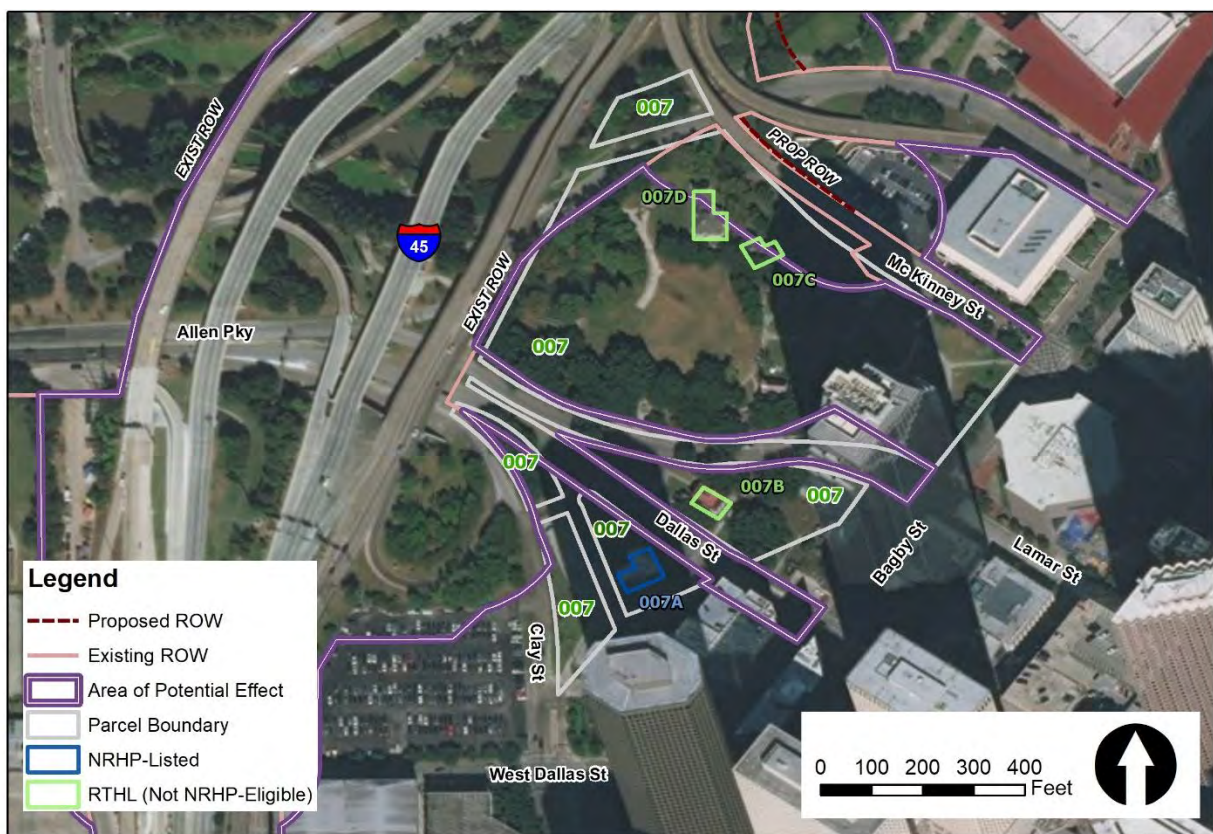 007
EXIST ROW
PROP ROW
007D
45
007C
Mc Kinney St
EXIST ROW
Allen Pky
007
007
007B
007
007
Dallas St
Bagby St
Lamar St
007A
007
Clay St
West Dallas St
Legend
Proposed ROW
Existing ROW
Area of Potential Effect
Parcel Boundary
NRHP-Listed
RTHL (Not NRHP-Eligible)
0 100 200 300 400
Feet